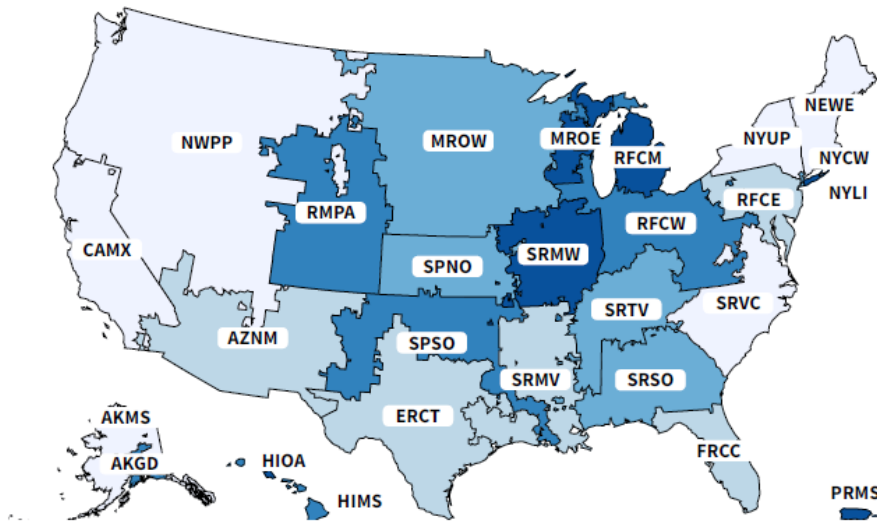 NEWE
NWPP
MROW
MROE
NYUP
RFCM
NYCW
NYLI
RFCE
RMPA
RFCW
CAMX
SPNO
SRMW
SRVC
SRTV
AZNM
SPSO
SRMV
SRSO
ERCT
AKMS
FRCC
AKGD
HIOA
HIMS
PRMS